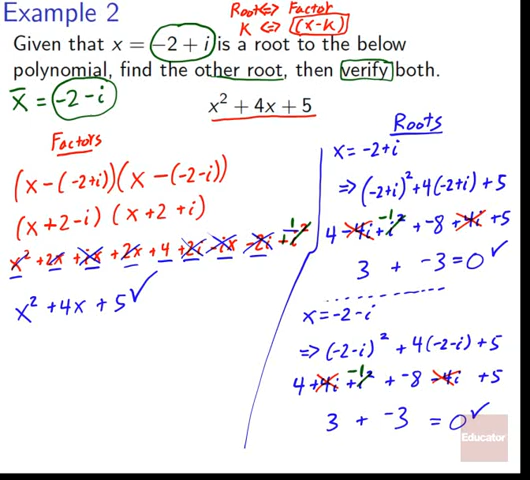 Example 2
Root <=> Factor
K <=> (x-K)
Given that x = -2 + i is a root to the below
polynomial, find the other root, then verify both.
x̅ = -2-i
x² + 4x + 5
Factors
(x-(-2+i))(x-(-2-i))
(x+2-i)(x+2+i)
x² +2x +ix +2x +4 +2i -ix -2i +i² 1
x² +4x +5 ✓
Roots
x = -2+i
=> (-2+i)² +4(-2+i) +5
4 -4i +i² -1 + -8 +4i +5
3 + -3 = 0 ✓
x = -2-i
=> (-2-i)² + 4(-2-i) +5
4 +4i +i² -1 + -8 -4i +5
3 + -3 = 0 ✓
Educator